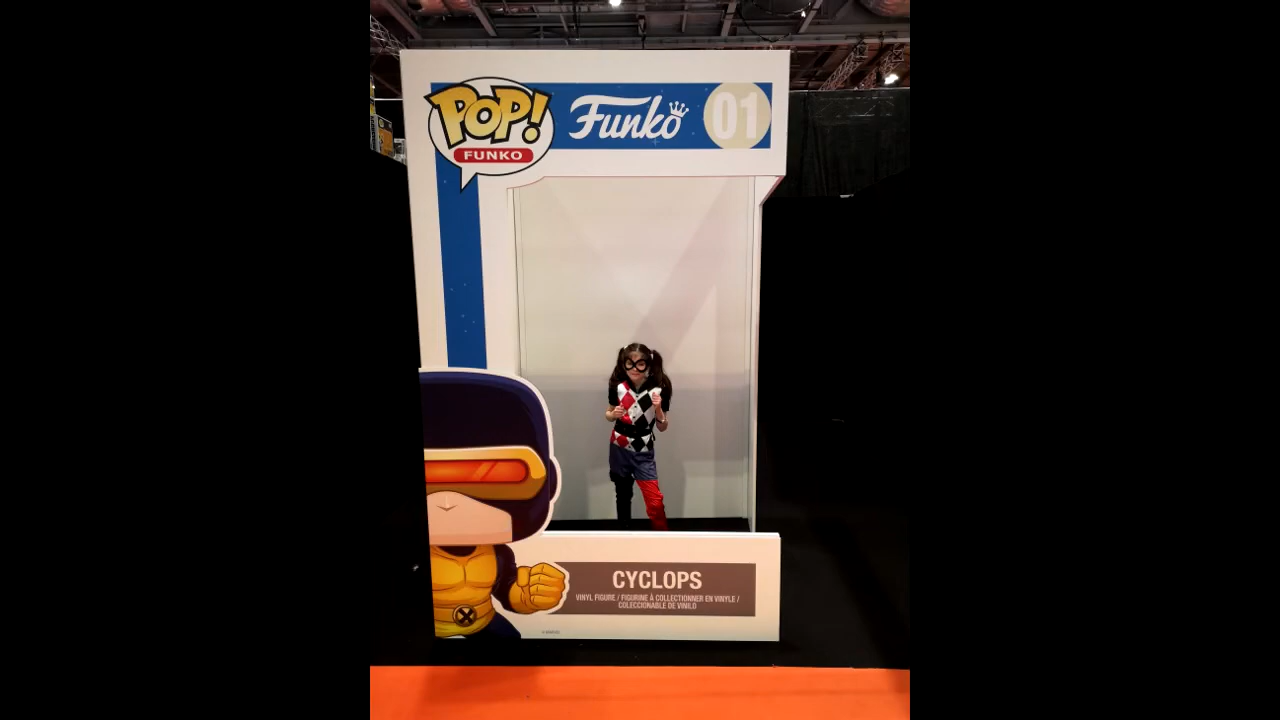 POP!
FUNKO
Funko
01
CYCLOPS
VINYL FIGURE / FIGURINE À COLLECTIONNER EN VINYLE /
COLECCIONABLE DE VINILO